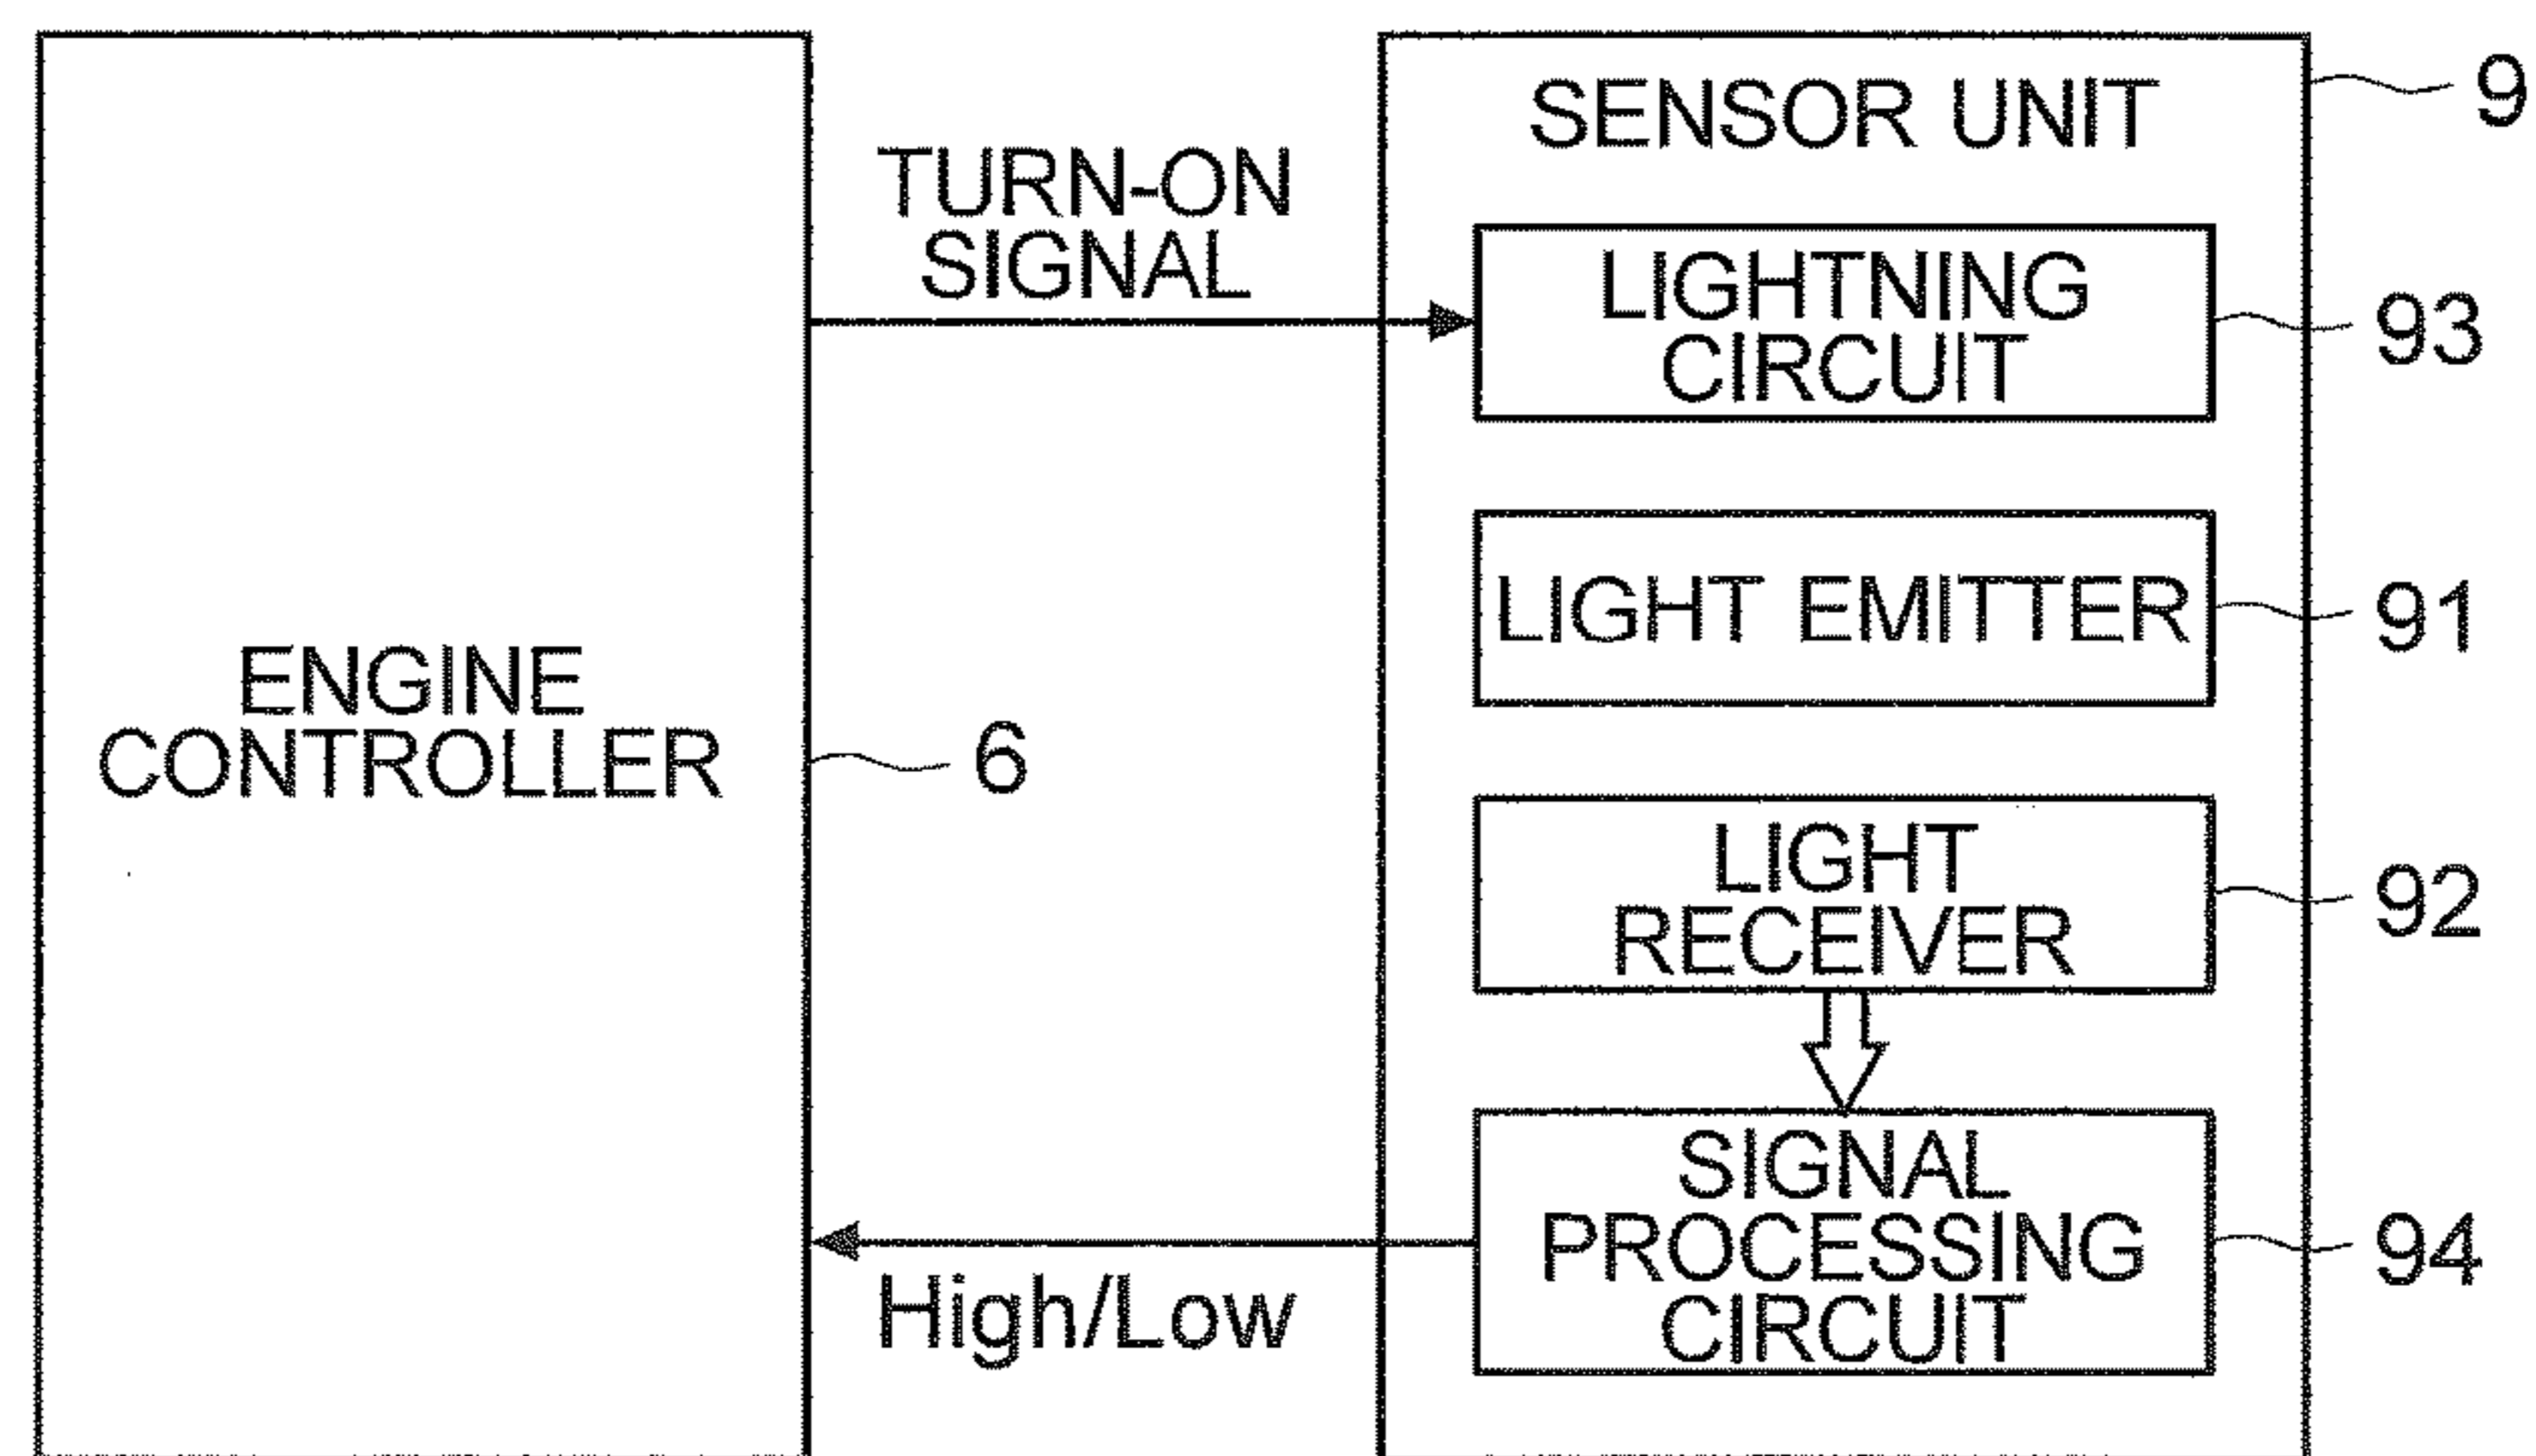 SENSOR UNIT
9
TURN-ON
SIGNAL
LIGHTNING
CIRCUIT
93
LIGHT EMITTER
91
ENGINE
CONTROLLER
6
LIGHT
RECEIVER
92
SIGNAL
PROCESSING
CIRCUIT
94
High/Low